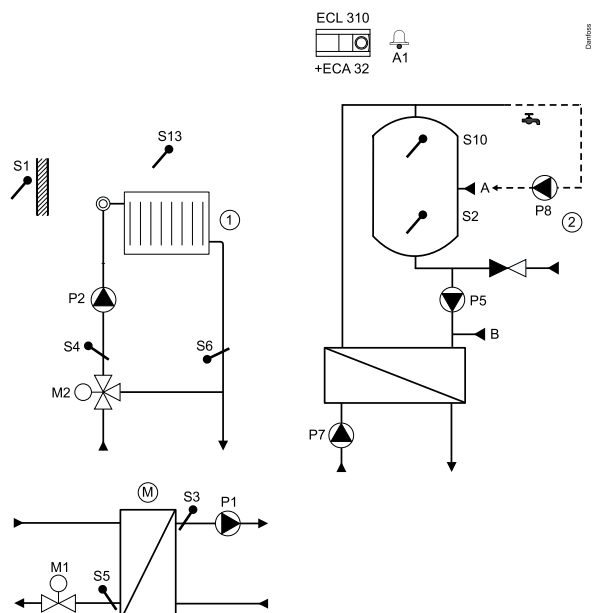 ECL 310
A1
+ECA 32
Danfoss
S13
S1
S10
A
S2
P8
1
2
P2
P5
S4
S6
B
M2
P7
M
S3
P1
M1
S5